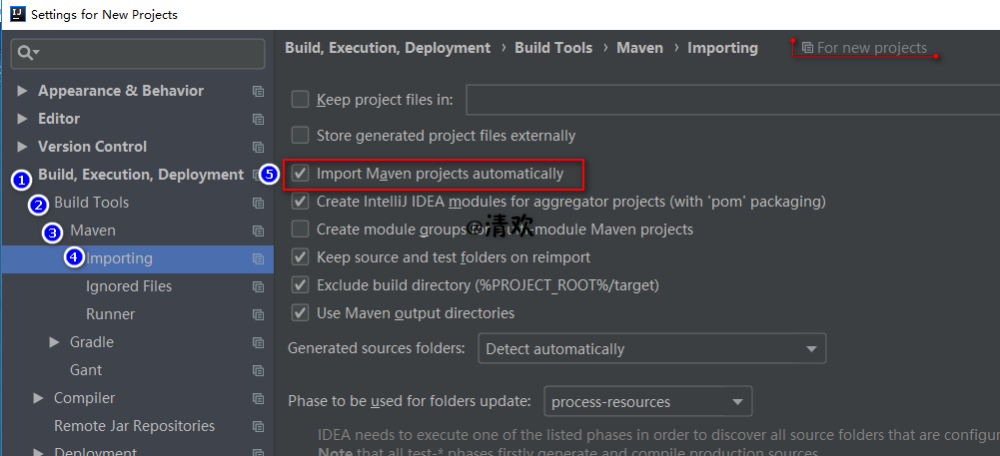 Settings for New Projects
Build, Execution, Deployment › Build Tools › Maven › Importing For new projects
Appearance & Behavior
Editor
Version Control
1 Build, Execution, Deployment
2 Build Tools
3 Maven
4 Importing
Ignored Files
Runner
Gradle
Gant
Compiler
Remote Jar Repositories
Deployment
Keep project files in:
Store generated project files externally
5 Import Maven projects automatically
Create IntelliJ IDEA modules for aggregator projects (with 'pom' packaging)
Create module groups for module Maven projects
@清欢
Keep source and test folders on reimport
Exclude build directory (%PROJECT_ROOT%/target)
Use Maven output directories
Generated sources folders: Detect automatically
Phase to be used for folders update: process-resources
IDEA needs to execute one of the listed phases in order to discover all source folders that are configu
Note that all test-* phases firstly generate and compile production sources